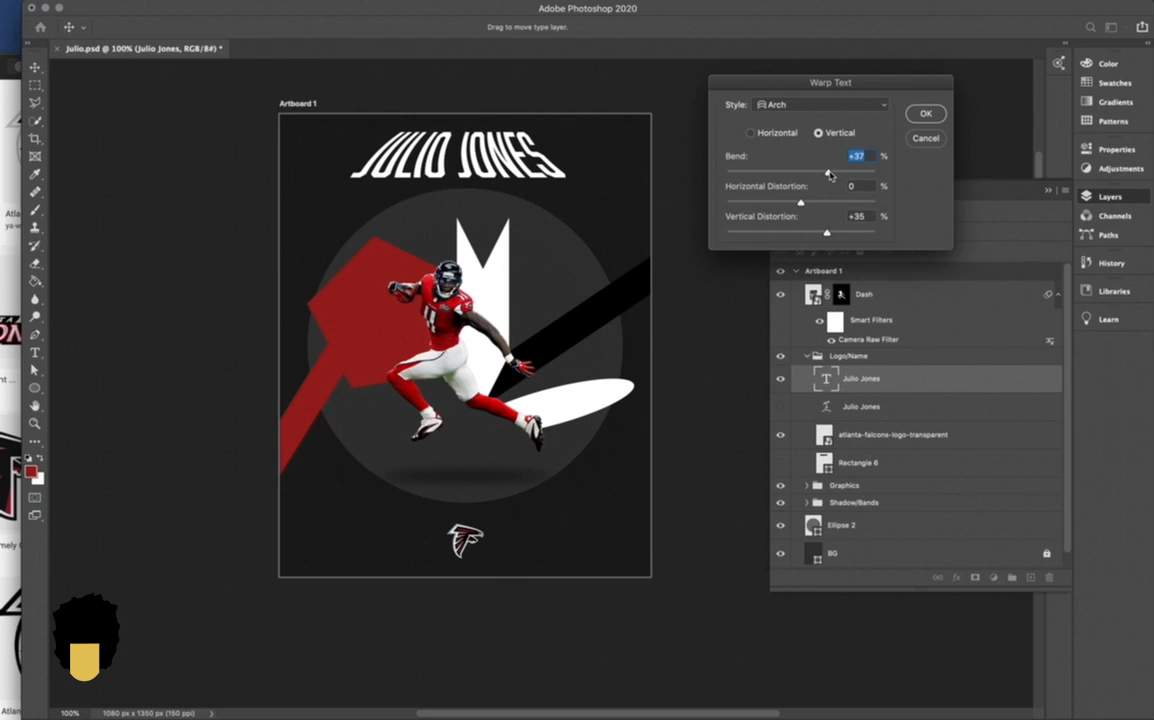 Adobe Photoshop 2020
Drag to move type layer.
× Julio.psd @ 100% (Julio Jones, RGB/8#) *
Artboard 1
JULIO JONES
11
Warp Text
Style: Arch
Horizontal Vertical
Bend: +37 %
Horizontal Distortion: 0 %
Vertical Distortion: +35 %
OK
Cancel
Color
Swatches
Gradients
Patterns
Properties
Adjustments
Layers
Channels
Paths
History
Libraries
Learn
Artboard 1
Dash
Smart Filters
Camera Raw Filter
Logo/Name
Julio Jones
Julio Jones
atlanta-falcons-logo-transparent
Rectangle 6
Graphics
Shadow/Bands
Ellipse 2
BG
100% 1080 px x 1350 px (150 ppi)